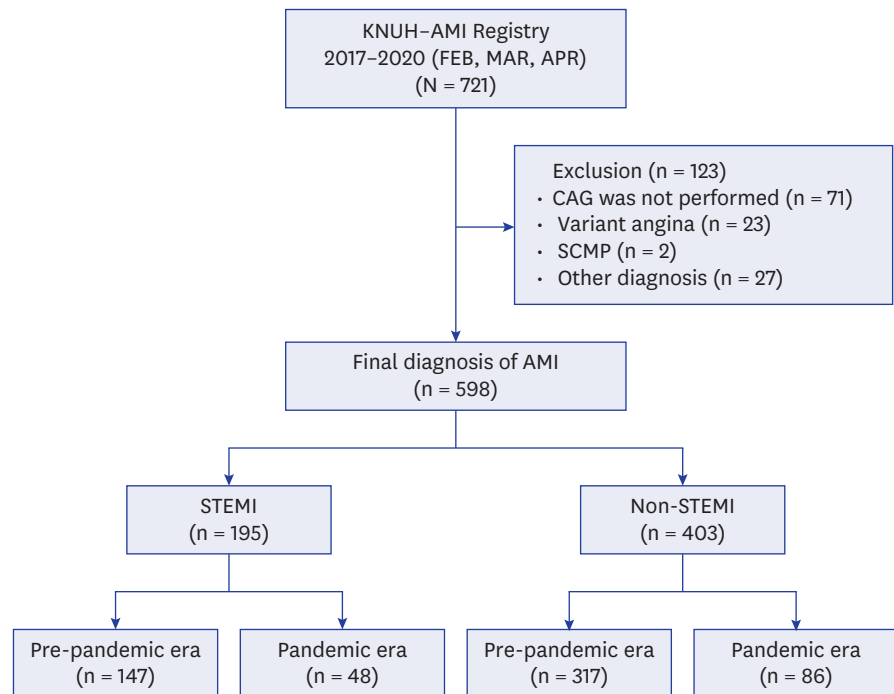 KNUH–AMI Registry
2017–2020 (FEB, MAR, APR)
(N = 721)
Exclusion (n = 123)
· CAG was not performed (n = 71)
· Variant angina (n = 23)
· SCMP (n = 2)
· Other diagnosis (n = 27)
Final diagnosis of AMI
(n = 598)
STEMI
(n = 195)
Non-STEMI
(n = 403)
Pre-pandemic era
(n = 147)
Pandemic era
(n = 48)
Pre-pandemic era
(n = 317)
Pandemic era
(n = 86)